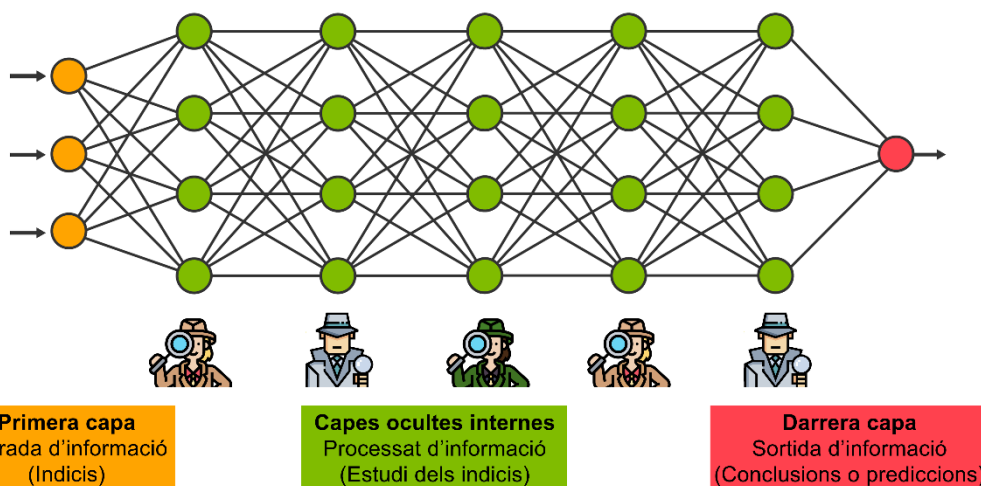 Primera capa
rada d'informació
(Indicis)
Capes ocultes internes
Processat d'informació
(Estudi dels indicis)
Darrera capa
Sortida d'informació
(Conclusions o prediccions)